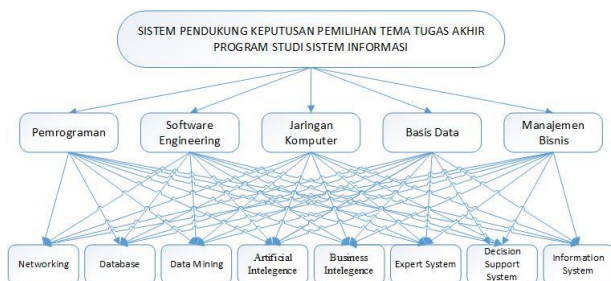 SISTEM PENDUKUNG KEPUTUSAN PEMILIHAN TEMA TUGAS AKHIR
PROGRAM STUDI SISTEM INFORMASI
Pemrograman
Software
Engineering
Jaringan
Komputer
Basis Data
Manajemen
Bisnis
Networking
Database
Data Mining
Artificial
Intelegence
Business
Intelegence
Expert System
Decision
Support
System
Information
System